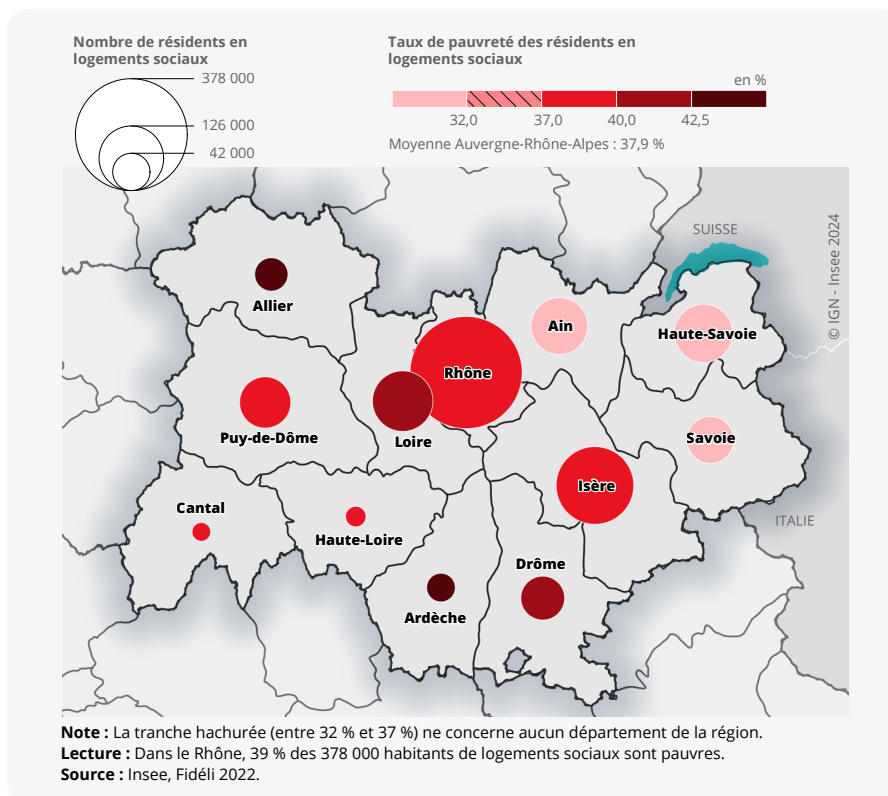 Nombre de résidents en
logements sociaux
378 000
126 000
42 000
Taux de pauvreté des résidents en
logements sociaux
en %
32,0
37,0
40,0
42,5
Moyenne Auvergne-Rhône-Alpes : 37,9 %
SUISSE
© IGN - Insee 2024
Allier
Ain
Haute-Savoie
Rhône
Puy-de-Dôme
Loire
Savoie
Isère
Cantal
Haute-Loire
ITALIE
Drôme
Ardèche
Note : La tranche hachurée (entre 32 % et 37 %) ne concerne aucun département de la région.
Lecture : Dans le Rhône, 39 % des 378 000 habitants de logements sociaux sont pauvres.
Source : Insee, Fidéli 2022.